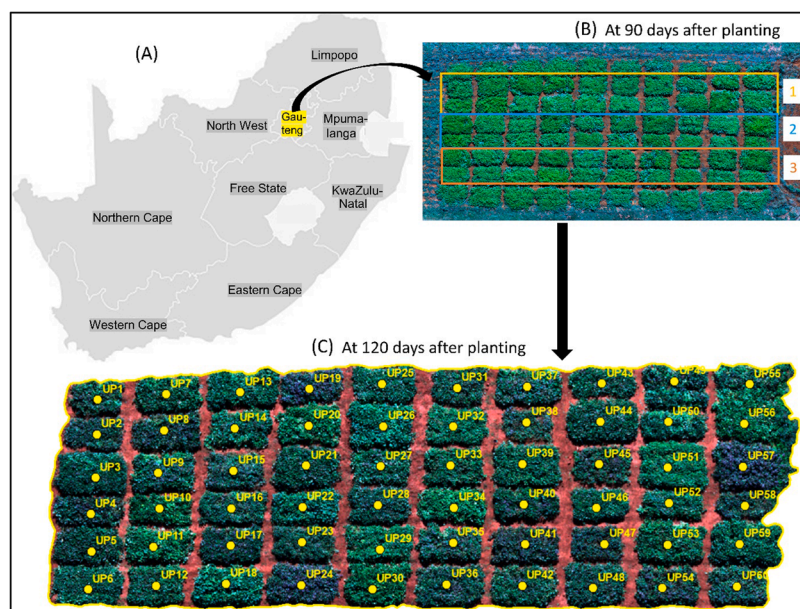 (A)
Limpopo
North West
Gau-
teng
Mpuma-
langa
Free State
KwaZulu-
Natal
Northern Cape
Eastern Cape
Western Cape
(B) At 90 days after planting
1
2
3
(C) At 120 days after planting
UP1 UP7 UP13 UP19 UP25 UP31 UP37 UP43 UP49 UP55
UP2 UP8 UP14 UP20 UP26 UP32 UP38 UP44 UP50 UP56
UP3 UP9 UP15 UP21 UP27 UP33 UP39 UP45 UP51 UP57
UP4 UP10 UP16 UP22 UP28 UP34 UP40 UP46 UP52 UP58
UP5 UP11 UP17 UP23 UP29 UP35 UP41 UP47 UP53 UP59
UP6 UP12 UP18 UP24 UP30 UP36 UP42 UP48 UP54 UP60